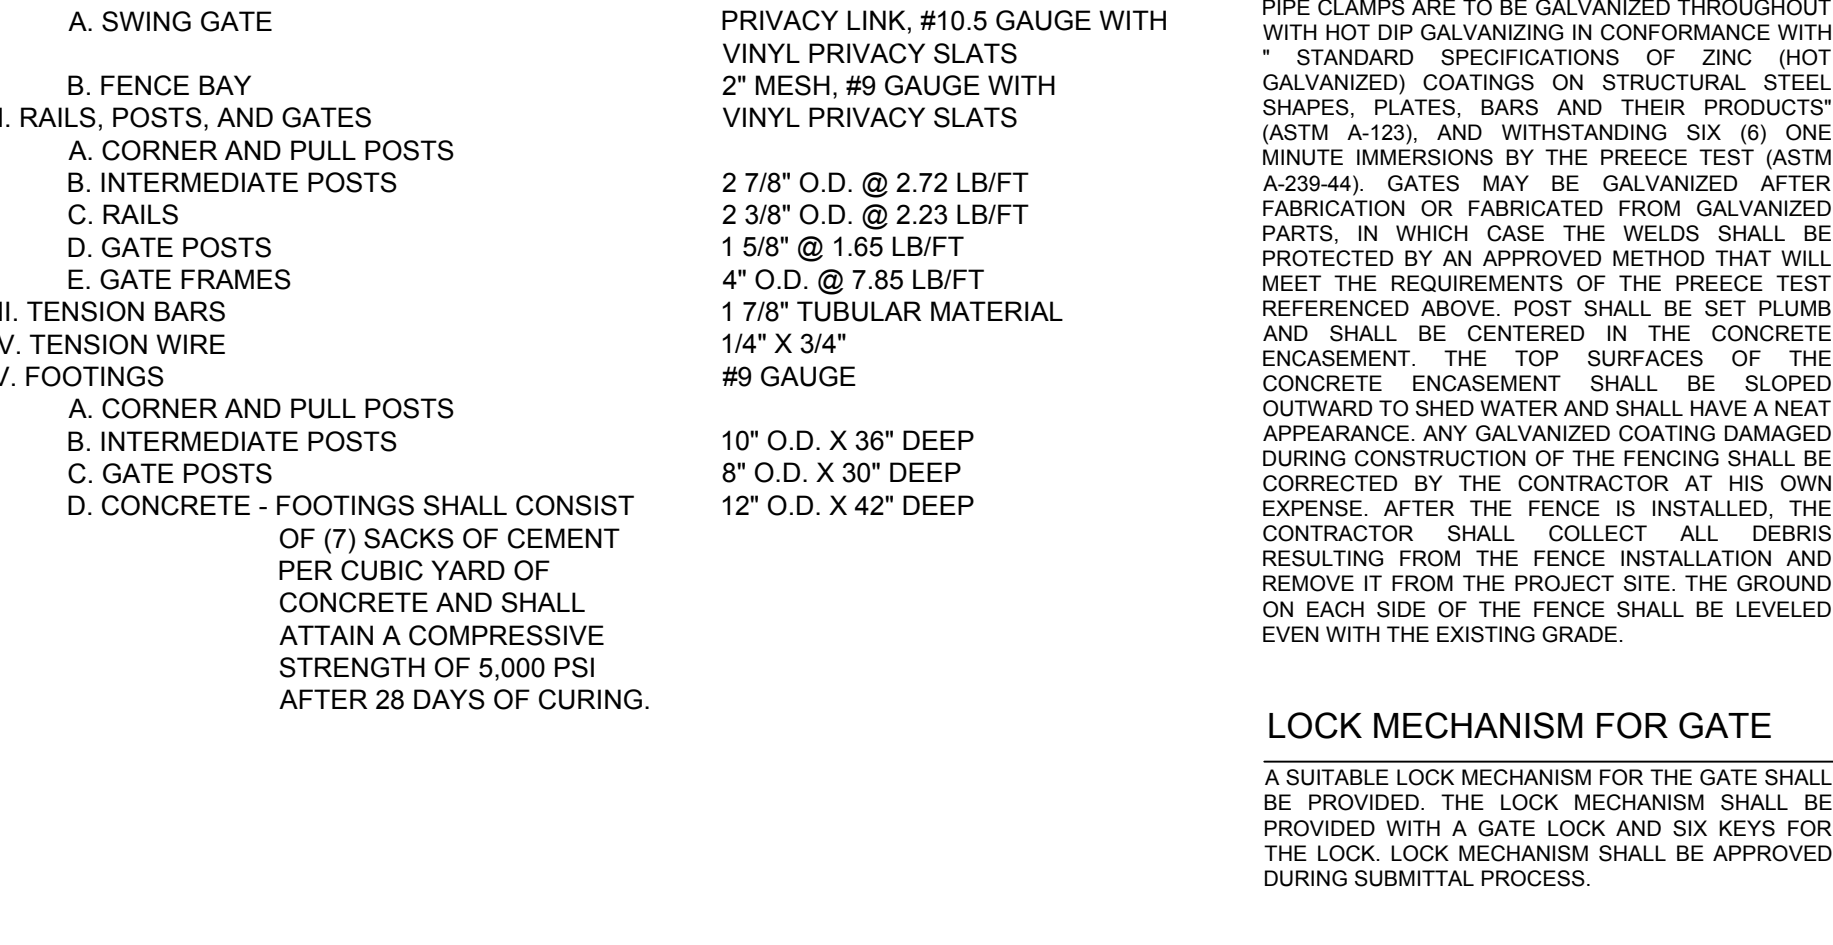 A. SWING GATE
B. FENCE BAY
I. RAILS, POSTS, AND GATES
A. CORNER AND PULL POSTS
B. INTERMEDIATE POSTS
C. RAILS
D. GATE POSTS
E. GATE FRAMES
II. TENSION BARS
V. TENSION WIRE
V. FOOTINGS
A. CORNER AND PULL POSTS
B. INTERMEDIATE POSTS
C. GATE POSTS
D. CONCRETE - FOOTINGS SHALL CONSIST
OF (7) SACKS OF CEMENT
PER CUBIC YARD OF
CONCRETE AND SHALL
ATTAIN A COMPRESSIVE
STRENGTH OF 5,000 PSI
AFTER 28 DAYS OF CURING.
PRIVACY LINK, #10.5 GAUGE WITH
VINYL PRIVACY SLATS
2" MESH, #9 GAUGE WITH
VINYL PRIVACY SLATS
2 7/8" O.D. @ 2.72 LB/FT
2 3/8" O.D. @ 2.23 LB/FT
1 5/8" @ 1.65 LB/FT
4" O.D. @ 7.85 LB/FT
1 7/8" TUBULAR MATERIAL
1/4" X 3/4"
#9 GAUGE
10" O.D. X 36" DEEP
8" O.D. X 30" DEEP
12" O.D. X 42" DEEP
PIPE CLAMPS ARE TO BE GALVANIZED THROUGHOUT
WITH HOT DIP GALVANIZING IN CONFORMANCE WITH
" STANDARD SPECIFICATIONS OF ZINC (HOT
GALVANIZED) COATINGS ON STRUCTURAL STEEL
SHAPES, PLATES, BARS AND THEIR PRODUCTS"
(ASTM A-123), AND WITHSTANDING SIX (6) ONE
MINUTE IMMERSIONS BY THE PREECE TEST (ASTM
A-239-44). GATES MAY BE GALVANIZED AFTER
FABRICATION OR FABRICATED FROM GALVANIZED
PARTS, IN WHICH CASE THE WELDS SHALL BE
PROTECTED BY AN APPROVED METHOD THAT WILL
MEET THE REQUIREMENTS OF THE PREECE TEST
REFERENCED ABOVE. POST SHALL BE SET PLUMB
AND SHALL BE CENTERED IN THE CONCRETE
ENCASEMENT. THE TOP SURFACES OF THE
CONCRETE ENCASEMENT SHALL BE SLOPED
OUTWARD TO SHED WATER AND SHALL HAVE A NEAT
APPEARANCE. ANY GALVANIZED COATING DAMAGED
DURING CONSTRUCTION OF THE FENCING SHALL BE
CORRECTED BY THE CONTRACTOR AT HIS OWN
EXPENSE. AFTER THE FENCE IS INSTALLED, THE
CONTRACTOR SHALL COLLECT ALL DEBRIS
RESULTING FROM THE FENCE INSTALLATION AND
REMOVE IT FROM THE PROJECT SITE. THE GROUND
ON EACH SIDE OF THE FENCE SHALL BE LEVELED
EVEN WITH THE EXISTING GRADE.
LOCK MECHANISM FOR GATE
A SUITABLE LOCK MECHANISM FOR THE GATE SHALL
BE PROVIDED. THE LOCK MECHANISM SHALL BE
PROVIDED WITH A GATE LOCK AND SIX KEYS FOR
THE LOCK. LOCK MECHANISM SHALL BE APPROVED
DURING SUBMITTAL PROCESS.